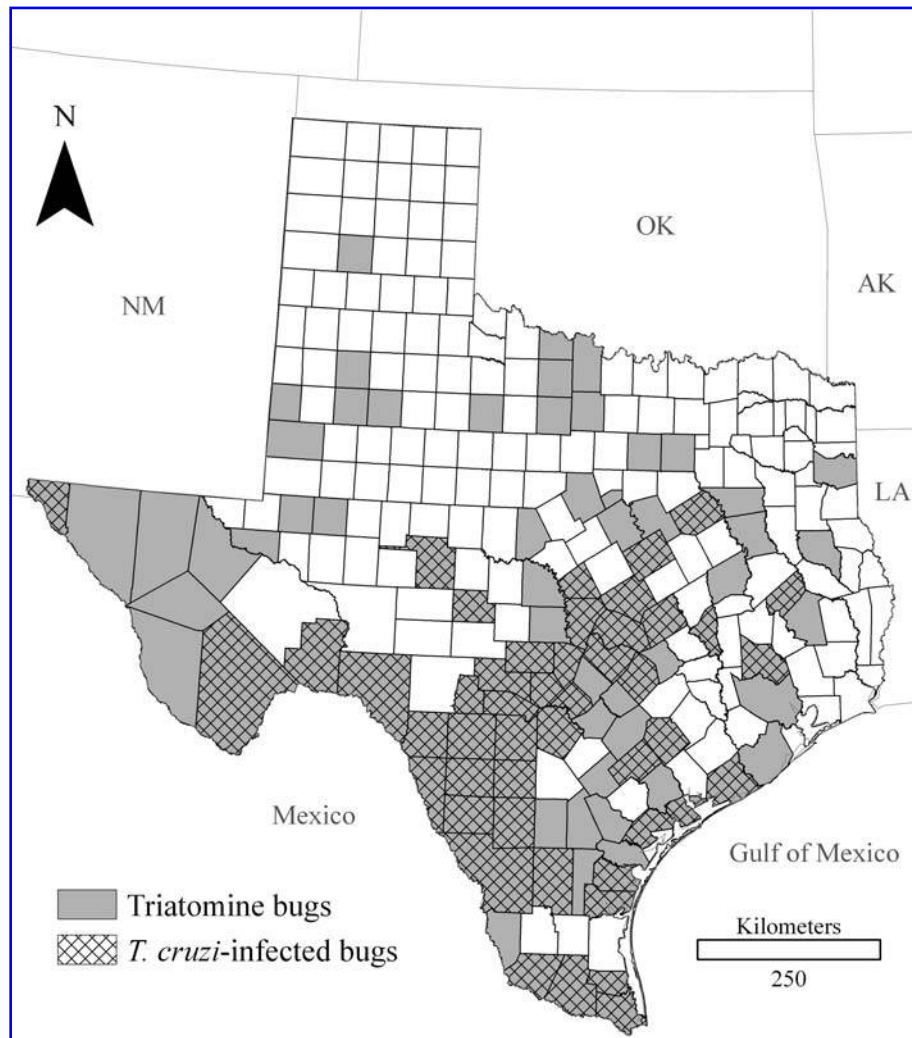 N
OK
NM
AK
LA
Mexico
Gulf of Mexico
Triatomine bugs
T. cruzi-infected bugs
Kilometers
250